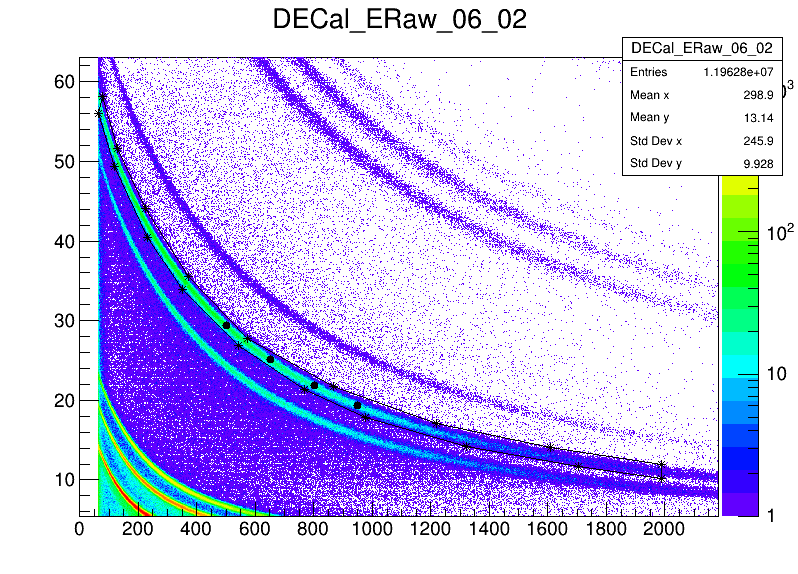 DECal_ERaw_06_02
DECal_ERaw_06_02
Entries 1.19628e+07
Mean x 298.9
Mean y 13.14
Std Dev x 245.9
Std Dev y 9.928
60
50
40
30
20
10
10²
10
1
0 200 400 600 800 1000 1200 1400 1600 1800 2000